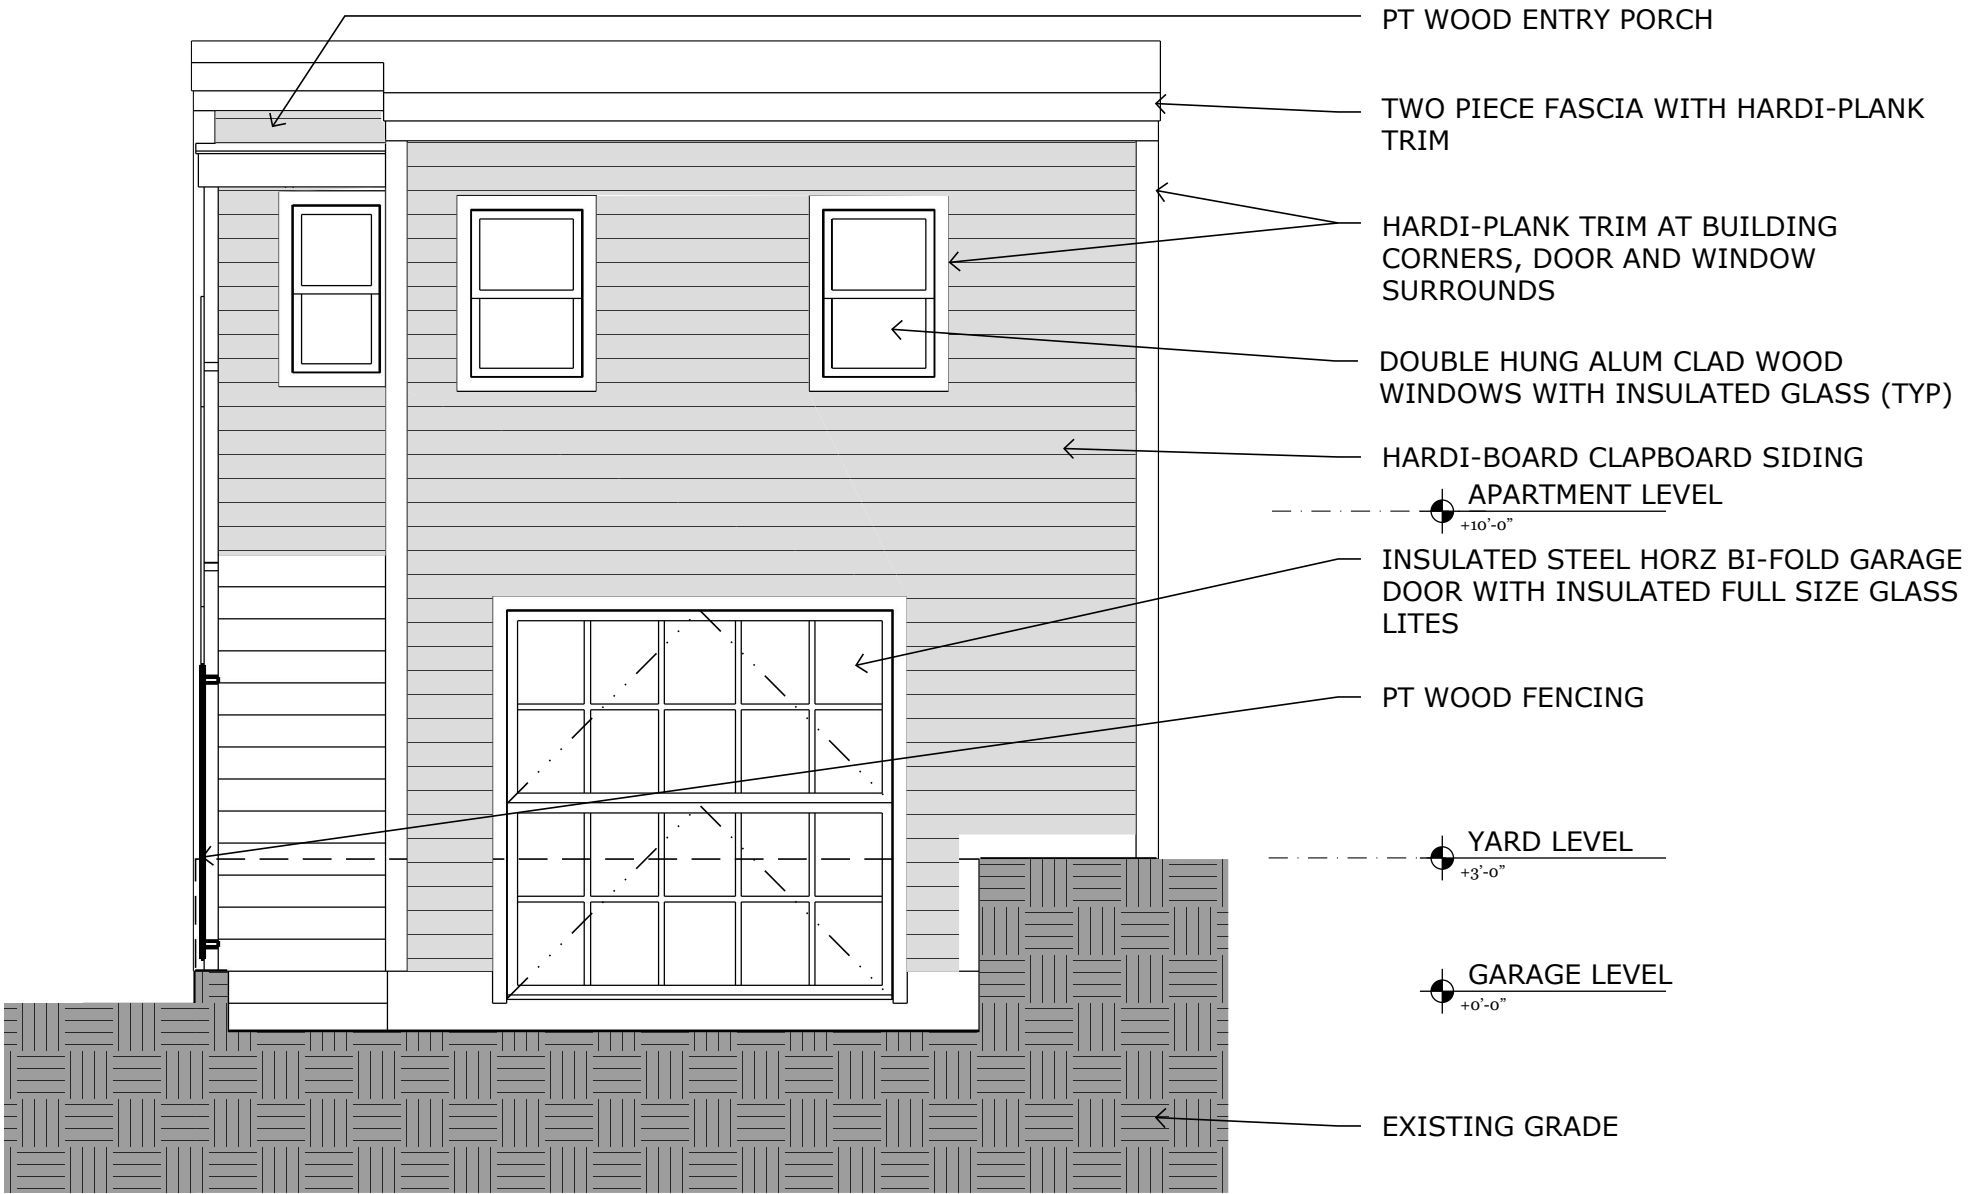 PT WOOD ENTRY PORCH
TWO PIECE FASCIA WITH HARDI-PLANK
TRIM
HARDI-PLANK TRIM AT BUILDING
CORNERS, DOOR AND WINDOW
SURROUNDS
DOUBLE HUNG ALUM CLAD WOOD
WINDOWS WITH INSULATED GLASS (TYP)
HARDI-BOARD CLAPBOARD SIDING
APARTMENT LEVEL
+10’-0”
INSULATED STEEL HORZ BI-FOLD GARAGE
DOOR WITH INSULATED FULL SIZE GLASS
LITES
PT WOOD FENCING
YARD LEVEL
+3’-0”
GARAGE LEVEL
+0’-0”
EXISTING GRADE